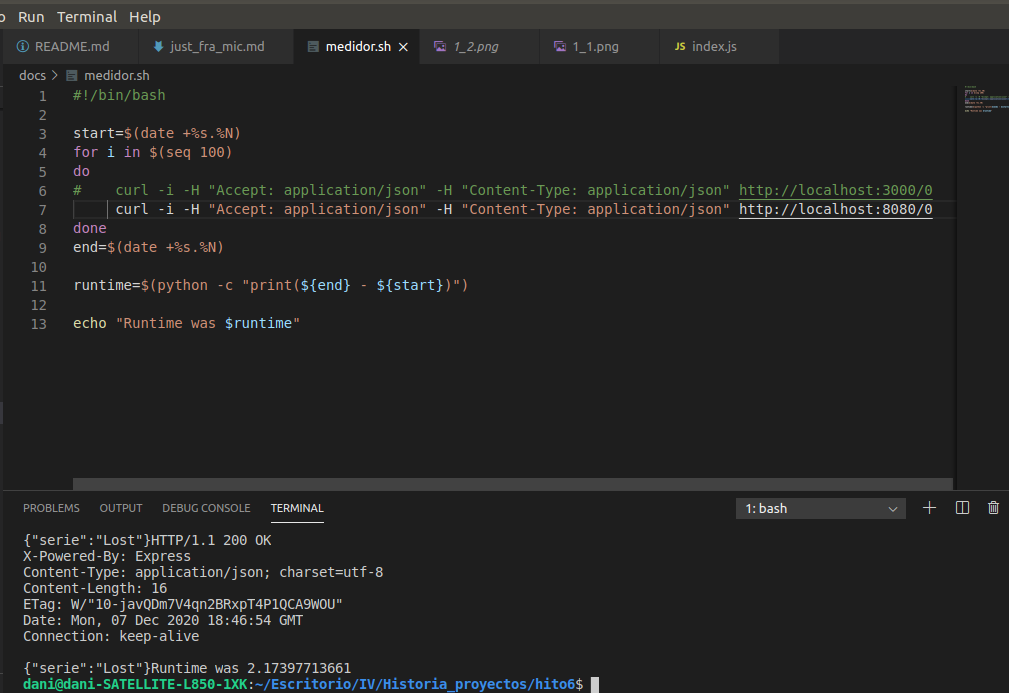 o Run Terminal Help
README.md just_fra_mic.md medidor.sh 1_2.png 1_1.png JS index.js
docs medidor.sh
1 #!/bin/bash
2
3 start=$(date +%s.%N)
4 for i in $(seq 100)
5 do
6 #    curl -i -H "Accept: application/json" -H "Content-Type: application/json" http://localhost:3000/0
7      curl -i -H "Accept: application/json" -H "Content-Type: application/json" http://localhost:8080/0
8 done
9 end=$(date +%s.%N)
10
11 runtime=$(python -c "print(${end} - ${start})")
12
13 echo "Runtime was $runtime"
PROBLEMS OUTPUT DEBUG CONSOLE TERMINAL 1: bash
{"serie":"Lost"}HTTP/1.1 200 OK
X-Powered-By: Express
Content-Type: application/json; charset=utf-8
Content-Length: 16
ETag: W/"10-javQDm7V4qn2BRxpT4P1QCA9WOU"
Date: Mon, 07 Dec 2020 18:46:54 GMT
Connection: keep-alive
{"serie":"Lost"}Runtime was 2.17397713661
dani@dani-SATELLITE-L850-1XK:~/Escritorio/IV/Historia_proyectos/hito6$